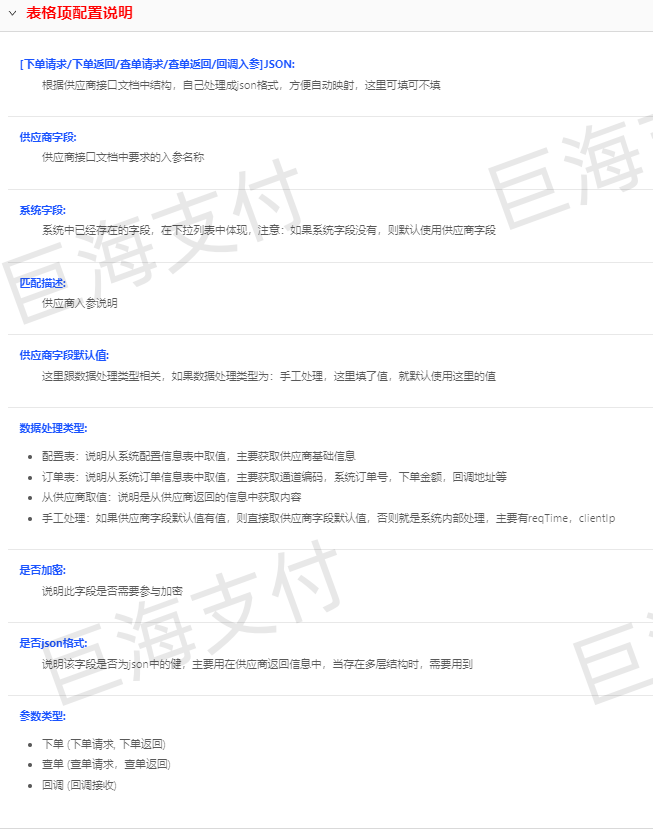 表格项配置说明
[下单请求/下单返回/查单请求/查单返回/回调入参]JSON:
根据供应商接口文档中结构，自己处理成json格式，方便自动映射，这里可填可不填
供应商字段:
供应商接口文档中要求的入参名称
系统字段:
系统中已经存在的字段，在下拉列表中体现，注意：如果系统字段没有，则默认使用供应商字段
匹配描述:
供应商入参说明
供应商字段默认值:
这里跟数据处理类型相关，如果数据处理类型为：手工处理，这里填了值，就默认使用这里的值
数据处理类型:
配置表：说明从系统配置信息表中取值，主要获取供应商基础信息
订单表：说明从系统订单信息表中取值，主要获取通道编码，系统订单号，下单金额，回调地址等
从供应商取值：说明是从供应商返回的信息中获取内容
手工处理：如果供应商字段默认值有值，则直接取供应商字段默认值，否则就是系统内部处理，主要有reqTime，clientIp
是否加密:
说明此字段是否需要参与加密
是否json格式:
说明该字段是否为json中的健，主要用在供应商返回信息中，当存在多层结构时，需要用到
参数类型:
下单 (下单请求, 下单返回)
查单 (查单请求，查单返回)
回调 (回调接收)
巨海支付
巨海
巨海支付
巨